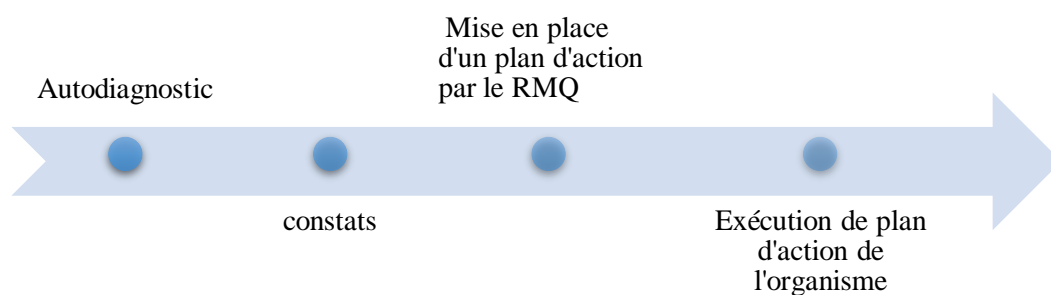 Autodiagnostic
constats
Mise en place
d'un plan d'action
par le RMQ
Exécution de plan
d'action de
l'organisme